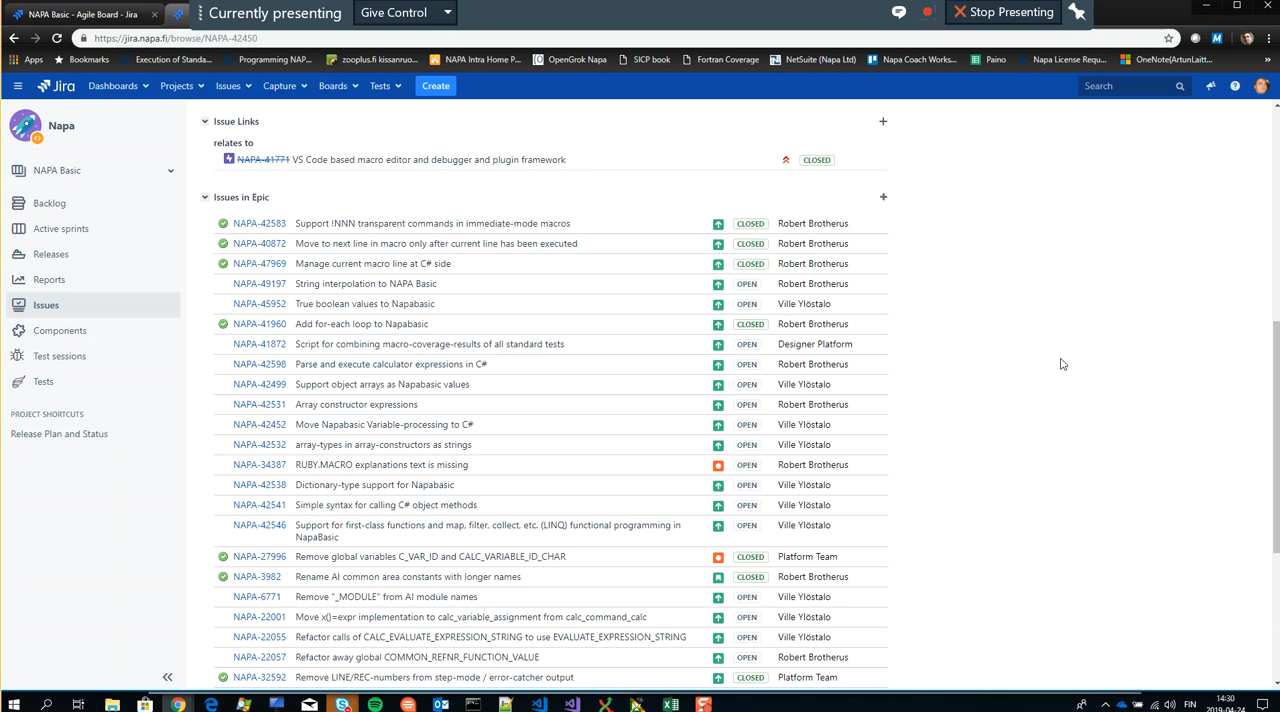 NAPA Basic - Agile Board - Jira
Currently presenting
Give Control
Stop Presenting
https://jira.napa.fi/browse/NAPA-42450
Apps
Bookmarks
Execution of Standa...
Programming NAP...
zooplus.fi kissanruo...
NAPA Intra Home P...
OpenGrok Napa
SICP book
Fortran Coverage
NetSuite (Napa Ltd)
Napa Coach Works...
Paino
Napa License Requ...
OneNote(ArtunLaitt...
Jira
Dashboards
Projects
Issues
Capture
Boards
Tests
Create
Search
Napa
NAPA Basic
Backlog
Active sprints
Releases
Reports
Issues
Components
Test sessions
Tests
PROJECT SHORTCUTS
Release Plan and Status
Issue Links
relates to
NAPA-41771 VS Code based macro editor and debugger and plugin framework CLOSED
Issues in Epic
NAPA-42583 Support !NNN transparent commands in immediate-mode macros CLOSED Robert Brotherus
NAPA-40872 Move to next line in macro only after current line has been executed CLOSED Robert Brotherus
NAPA-47969 Manage current macro line at C# side CLOSED Robert Brotherus
NAPA-49197 String interpolation to NAPA Basic OPEN Robert Brotherus
NAPA-45952 True boolean values to Napabasic OPEN Ville Ylöstalo
NAPA-41960 Add for-each loop to Napabasic CLOSED Robert Brotherus
NAPA-41872 Script for combining macro-coverage-results of all standard tests OPEN Designer Platform
NAPA-42598 Parse and execute calculator expressions in C# OPEN Robert Brotherus
NAPA-42499 Support object arrays as Napabasic values OPEN Ville Ylöstalo
NAPA-42531 Array constructor expressions OPEN Robert Brotherus
NAPA-42452 Move Napabasic Variable-processing to C# OPEN Ville Ylöstalo
NAPA-42532 array-types in array-constructors as strings OPEN Ville Ylöstalo
NAPA-34387 RUBY.MACRO explanations text is missing OPEN Robert Brotherus
NAPA-42538 Dictionary-type support for Napabasic OPEN Ville Ylöstalo
NAPA-42541 Simple syntax for calling C# object methods OPEN Ville Ylöstalo
NAPA-42546 Support for first-class functions and map, filter, collect, etc. (LINQ) functional programming in OPEN Ville Ylöstalo
NapaBasic
NAPA-27996 Remove global variables C_VAR_ID and CALC_VARIABLE_ID_CHAR CLOSED Platform Team
NAPA-3982 Rename AI common area constants with longer names CLOSED Robert Brotherus
NAPA-6771 Remove "_MODULE" from AI module names OPEN Ville Ylöstalo
NAPA-22001 Move x()=expr implementation to calc_variable_assignment from calc_command_calc OPEN Ville Ylöstalo
NAPA-22055 Refactor calls of CALC_EVALUATE_EXPRESSION_STRING to use EVALUATE_EXPRESSION_STRING OPEN Ville Ylöstalo
NAPA-22057 Refactor away global COMMON_REFNR_FUNCTION_VALUE OPEN Robert Brotherus
NAPA-32592 Remove LINE/REC-numbers from step-mode / error-catcher output CLOSED Platform Team
FIN
14:30
2019-04-24